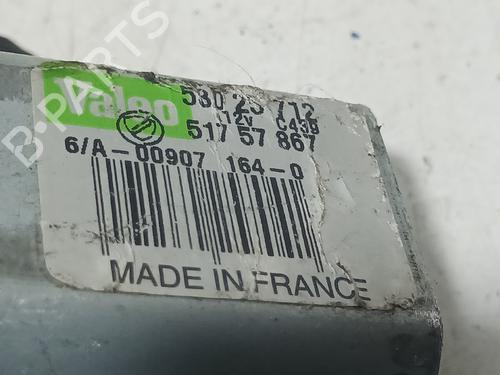 Valeo
530 25 712
12v C439
517 57 867
6/A-00907 164-0
MADE IN FRANCE
B-PARTS